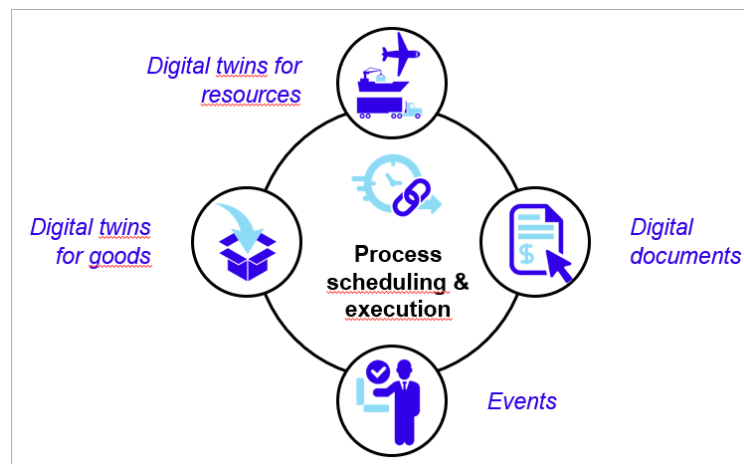 Digital twins for
resources
Digital twins
for goods
Process
scheduling &
execution
Digital
documents
$
Events